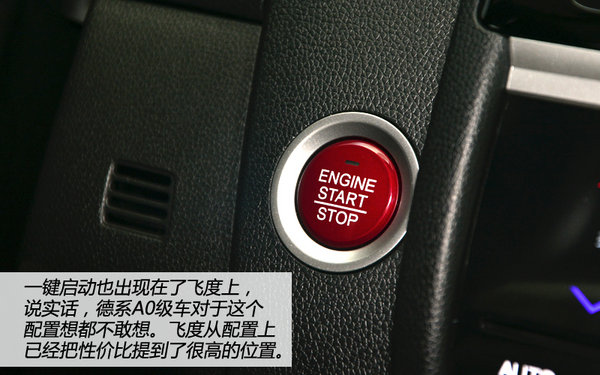 ENGINE
START
STOP
一键启动也出现在了飞度上，
说实话，德系A0级车对于这个
配置想都不敢想。飞度从配置上
已经把性价比提到了很高的位置。
AUTO